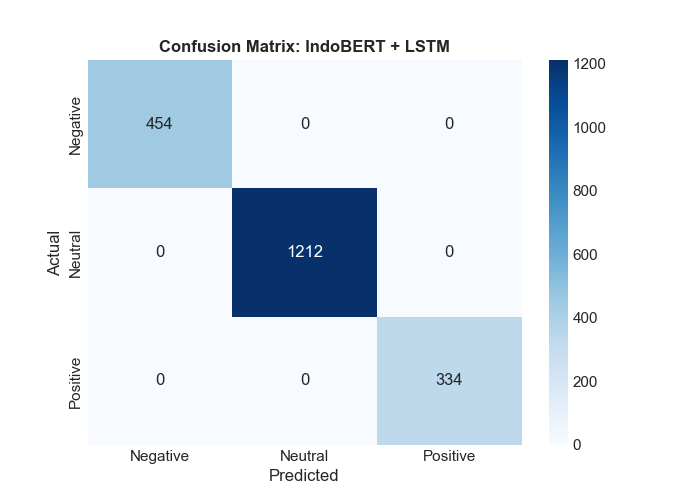 Confusion Matrix: IndoBERT + LSTM
Actual
Negative
454 0 0
Neutral
0 1212 0
Positive
0 0 334
Negative Neutral Positive
Predicted
1200
1000
800
600
400
200
0